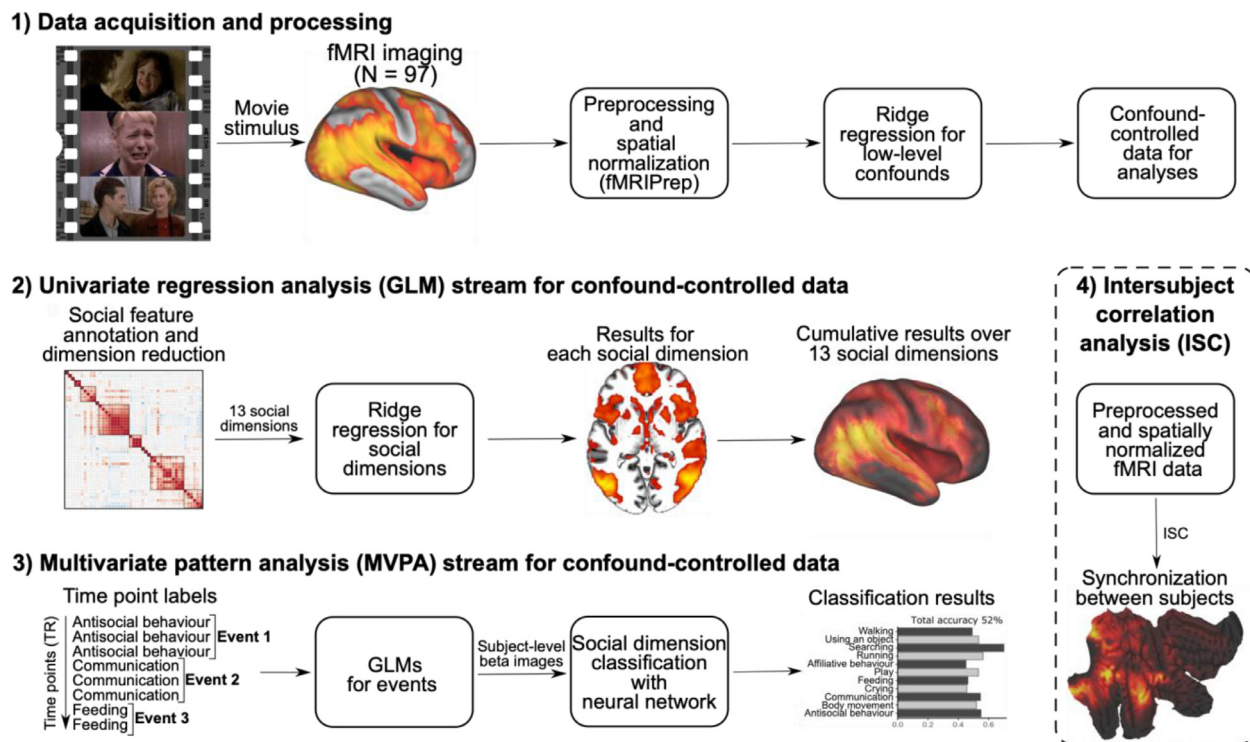 1) Data acquisition and processing
Movie
stimulus
fMRI imaging
(N = 97)
Preprocessing
and
spatial
normalization
(fMRIPrep)
Ridge
regression for
low-level
confounds
Confound-
controlled
data for
analyses
2) Univariate regression analysis (GLM) stream for confound-controlled data
Social feature
annotation and
dimension reduction
13 social
dimensions
Ridge
regression for
social
dimensions
Results for
each social dimension
Cumulative results over
13 social dimensions
3) Multivariate pattern analysis (MVPA) stream for confound-controlled data
Time point labels
Time points (TR)
Antisocial behaviour
Antisocial behaviour
Antisocial behaviour
Event 1
Communication
Communication
Communication
Event 2
Feeding
Feeding
Event 3
GLMs
for events
Subject-level
beta images
Social dimension
classification
with
neural network
Classification results
Total accuracy 52%
Walking
Using an object
Searching
Running
Affiliative behaviour
Play
Feeding
Crying
Communication
Body movement
Antisocial behaviour
0.0 0.2 0.4 0.6
4) Intersubject
correlation
analysis (ISC)
Preprocessed
and spatially
normalized
fMRI data
ISC
Synchronization
between subjects